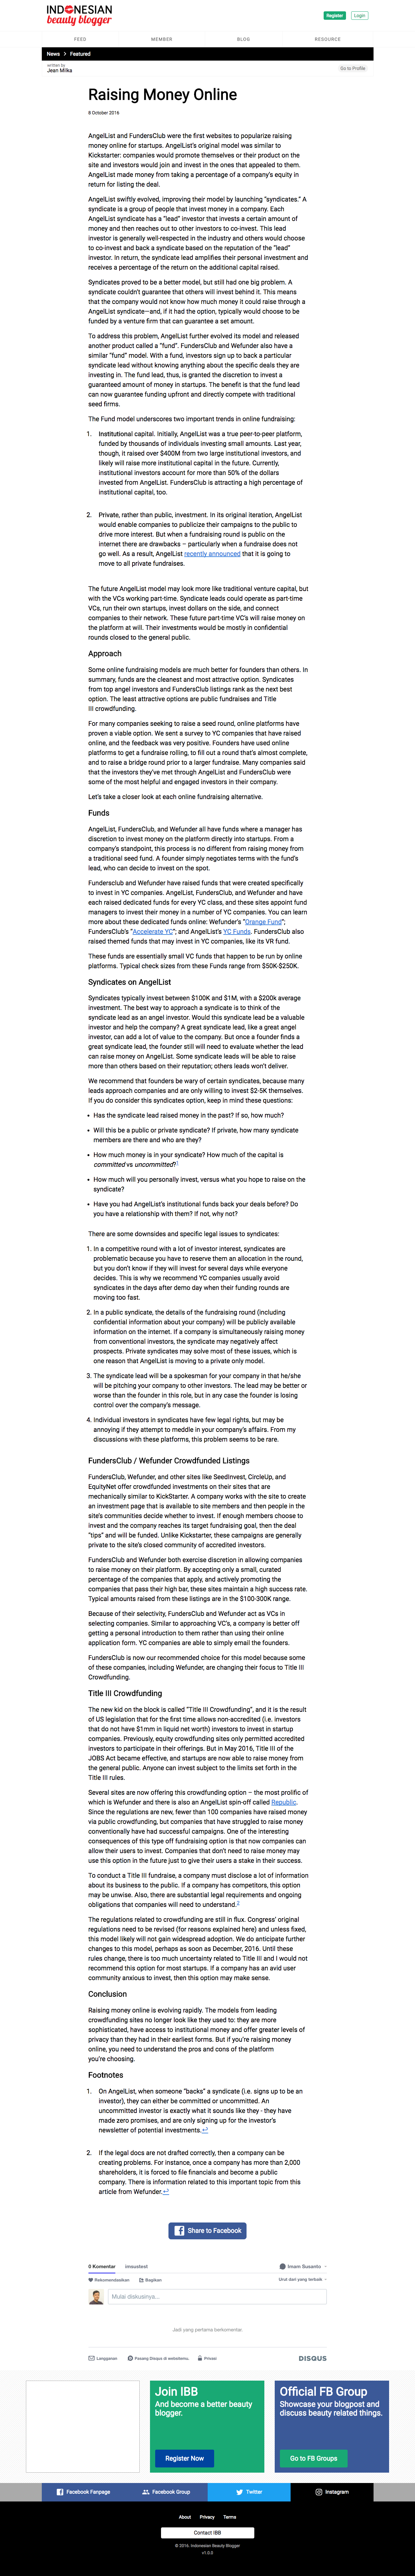 INDONESIAN
beauty blogger
Register
Login
FEED
MEMBER
BLOG
RESOURCE
News
Featured
written by
Jean Milka
Go to Profile
Raising Money Online
8 October 2016
AngelList and FundersClub were the first websites to popularize raising
money online for startups. AngelList's original model was similar to
Kickstarter: companies would promote themselves or their product on the
site and investors would join and invest in the ones that appealed to them.
AngelList made money from taking a percentage of a company's equity in
return for listing the deal.
AngelList swiftly evolved, improving their model by launching "syndicates." A
syndicate is a group of people that invest money in a company. Each
AngelList syndicate has a "lead" investor that invests a certain amount of
money and then reaches out to other investors to co-invest. This lead
investor is generally well-respected in the industry and others would choose
to co-invest and back a syndicate based on the reputation of the "lead"
investor. In return, the syndicate lead amplifies their personal investment and
receives a percentage of the return on the additional capital raised.
Syndicates proved to be a better model, but still had one big problem. A
syndicate couldn't guarantee that others will invest behind it. This means
that the company would not know how much money it could raise through a
AngelList syndicate—and, if it had the option, typically would choose to be
funded by a venture firm that can guarantee a set amount.
To address this problem, AngelList further evolved its model and released
another product called a "fund". FundersClub and Wefunder also have a
similar "fund" model. With a fund, investors sign up to back a particular
syndicate lead without knowing anything about the specific deals they are
investing in. The fund lead, thus, is granted the discretion to invest a
guaranteed amount of money in startups. The benefit is that the fund lead
can now guarantee funding upfront and directly compete with traditional
seed firms.
The Fund model underscores two important trends in online fundraising:
1. Institutional capital. Initially, AngelList was a true peer-to-peer platform,
funded by thousands of individuals investing small amounts. Last year,
though, it raised over $400M from two large institutional investors, and
likely will raise more institutional capital in the future. Currently,
institutional investors account for more than 50% of the dollars
invested from AngelList. FundersClub is attracting a high percentage of
institutional capital, too.
2. Private, rather than public, investment. In its original iteration, AngelList
would enable companies to publicize their campaigns to the public to
drive more interest. But when a fundraising round is public on the
internet there are drawbacks – particularly when a fundraise does not
go well. As a result, AngelList recently announced that it is going to
move to all private fundraises.
The future AngelList model may look more like traditional venture capital, but
with the VCs working part-time. Syndicate leads could operate as part-time
VCs, run their own startups, invest dollars on the side, and connect
companies to their network. These future part-time VC's will raise money on
the platform at will. Their investments would be mostly in confidential
rounds closed to the general public.
Approach
Some online fundraising models are much better for founders than others. In
summary, funds are the cleanest and most attractive option. Syndicates
from top angel investors and FundersClub listings rank as the next best
option. The least attractive options are public fundraises and Title
III crowdfunding.
For many companies seeking to raise a seed round, online platforms have
proven a viable option. We sent a survey to YC companies that have raised
online, and the feedback was very positive. Founders have used online
platforms to get a fundraise rolling, to fill out a round that's almost complete,
and to raise a bridge round prior to a larger fundraise. Many companies said
that the investors they've met through AngelList and FundersClub were
some of the most helpful and engaged investors in their company.
Let's take a closer look at each online fundraising alternative.
Funds
AngelList, FundersClub, and Wefunder all have funds where a manager has
discretion to invest money on the platform directly into startups. From a
company's standpoint, this process is no different from raising money from
a traditional seed fund. A founder simply negotiates terms with the fund's
lead, who can decide to invest on the spot.
Fundersclub and Wefunder have raised funds that were created specifically
to invest in YC companies. AngelList, FundersClub, and Wefunder and have
each raised dedicated funds for every YC class, and these sites appoint fund
managers to invest their money in a number of YC companies. You can learn
more about these dedicated funds online: Wefunder's "Orange Fund";
FundersClub's "Accelerate YC"; and AngelList's YC Funds. FundersClub also
raised themed funds that may invest in YC companies, like its VR fund.
These funds are essentially small VC funds that happen to be run by online
platforms. Typical check sizes from these Funds range from $50K-$250K.
Syndicates on AngelList
Syndicates typically invest between $100K and $1M, with a $200k average
investment. The best way to approach a syndicate is to think of the
syndicate lead as an angel investor. Would this syndicate lead be a valuable
investor and help the company? A great syndicate lead, like a great angel
investor, can add a lot of value to the company. But once a founder finds a
great syndicate lead, the founder still will need to evaluate whether the lead
can raise money on AngelList. Some syndicate leads will be able to raise
more than others based on their reputation; others leads won't deliver.
We recommend that founders be wary of certain syndicates, because many
leads approach companies and are only willing to invest $2-5K themselves.
If you do consider this syndicates option, keep in mind these questions:
• Has the syndicate lead raised money in the past? If so, how much?
• Will this be a public or private syndicate? If private, how many syndicate
members are there and who are they?
• How much money is in your syndicate? How much of the capital is
committed vs uncommitted?1
• How much will you personally invest, versus what you hope to raise on the
syndicate?
• Have you had AngelList's institutional funds back your deals before? Do
you have a relationship with them? If not, why not?
There are some downsides and specific legal issues to syndicates:
1. In a competitive round with a lot of investor interest, syndicates are
problematic because you have to reserve them an allocation in the round,
but you don't know if they will invest for several days while everyone
decides. This is why we recommend YC companies usually avoid
syndicates in the days after demo day when their funding rounds are
moving too fast.
2. In a public syndicate, the details of the fundraising round (including
confidential information about your company) will be publicly available
information on the internet. If a company is simultaneously raising money
from conventional investors, the syndicate may negatively affect
prospects. Private syndicates may solve most of these issues, which is
one reason that AngelList is moving to a private model.
3. The syndicate lead will be a spokesman for your company in that he/she
will be pitching your company to other investors. The lead may be better or
worse than the founder in this role, but in any case the founder is losing
control over the company's message.
4. Individual investors in syndicates have few legal rights, but may be
annoying if they attempt to meddle in your company's affairs. From my
discussions with these platforms, this problem seems to be rare.
FundersClub / Wefunder Crowdfunded Listings
FundersClub, Wefunder, and other sites like SeedInvest, CircleUp, and
EquityNet offer crowdfunded investments on their sites that are
mechanically similar to KickStarter. A company works with the site to create
an investment page that is available to members and then people in the
site's community decide whether to invest. If enough members choose to
invest and the company reaches its target fundraising goal, then the deal
"tips" and will be funded. Unlike Kickstarter, these campaigns are generally
private to the site's closed community of accredited investors.
FundersClub and Wefunder both exercise discretion in allowing companies
to raise money on their platform. By accepting only a small, curated
percentage of the companies that apply, and actively promoting the
companies that pass their high bar, these sites maintain a high success rate.
Typical amounts raised from these listings are in the $100-300K range.
Because of their selectivity, FundersClub and Wefunder act as VCs in
selecting companies. Similar to approaching VC's, a company is better off
getting a personal introduction to them rather than using their online
application form. YC companies are able to simply email the founders.
FundersClub is now our recommended choice for this model because some
of these companies, including Wefunder, are changing their focus to Title III
Crowdfunding.
Title III Crowdfunding
The new kid on the block is called "Title III Crowdfunding", and it is the result
of US legislation that for the first time allows non-accredited (i.e. investors
that do not have $1mm in liquid net worth) investors to invest in startup
companies. Previously, equity crowdfunding sites only permitted accredited
investors to participate in their offerings. But in May 2016, Title III of the
JOBS Act became effective, and startups are now able to raise money from
the general public. Anyone can invest subject to the limits set forth in the
Title III rules.
Several sites are now offering this crowdfunding option – the most prolific of
which is Wefunder and there is also an AngelList spin-off called Republic.
Since the regulations are new, fewer than 100 companies have raised money
via public crowdfunding, but companies that have struggled to raise money
conventionally have had successful campaigns. One of the interesting
consequences of this type off fundraising option is that now companies can
allow their users to invest. Companies that don't need to raise money may
use this option in the future just to give their users a stake in their success.
To conduct a Title III fundraise, a company must disclose a lot of information
about its business to the public. If a company has competitors, this option
may be unwise. Also, there are substantial legal requirements and ongoing
obligations that companies will need to understand.2
The regulations related to crowdfunding are still in flux. Congress' original
regulations need to be revised (for reasons explained here) and unless fixed,
this model likely will not gain widespread adoption. We do anticipate further
changes to this model, perhaps as soon as December, 2016. Until these
rule change, there is too much uncertainty related to Title III and I would not
recommend this option for most startups. If a company has an avid user
community anxious to invest, then this option may make sense.
Conclusion
Raising money online is evolving rapidly. The models from leading
crowdfunding sites no longer look like they used to: they are more
sophisticated, have access to institutional money and offer greater levels of
privacy than they had in their earliest forms. But if you're raising money
online, you need to understand the pros and cons of the platform
you're choosing.
Footnotes
1. On AngelList, when someone "backs" a syndicate (i.e. signs up to be an
investor), they can either be committed or uncommitted. An
uncommitted investor is exactly what it sounds like they - they have
made zero promises, and are only signing up for the investor's
newsletter of potential investments.↩
2. If the legal docs are not drafted correctly, then a company can be
creating problems. For instance, once a company has more than 2,000
shareholders, it is forced to file financials and become a public
company. There is information related to this important topic from this
article from Wefunder.↩
Share to Facebook
0 Komentar
imsustest
Imam Susanto
Rekomendasikan
Bagikan
Urut dari yang terbaik
Mulai diskusinya...
Jadi yang pertama berkomentar.
Langganan
Pasang Disqus di websitemu
Privasi
DISQUS
Join IBB
And become a better beauty
blogger.
Register Now
Official FB Group
Showcase your blogpost and
discuss beauty related things.
Go to FB Groups
Facebook Fanpage
Facebook Group
Twitter
Instagram
About
Privacy
Terms
Contact IBB
© 2016. Indonesian Beauty Blogger
v1.0.0